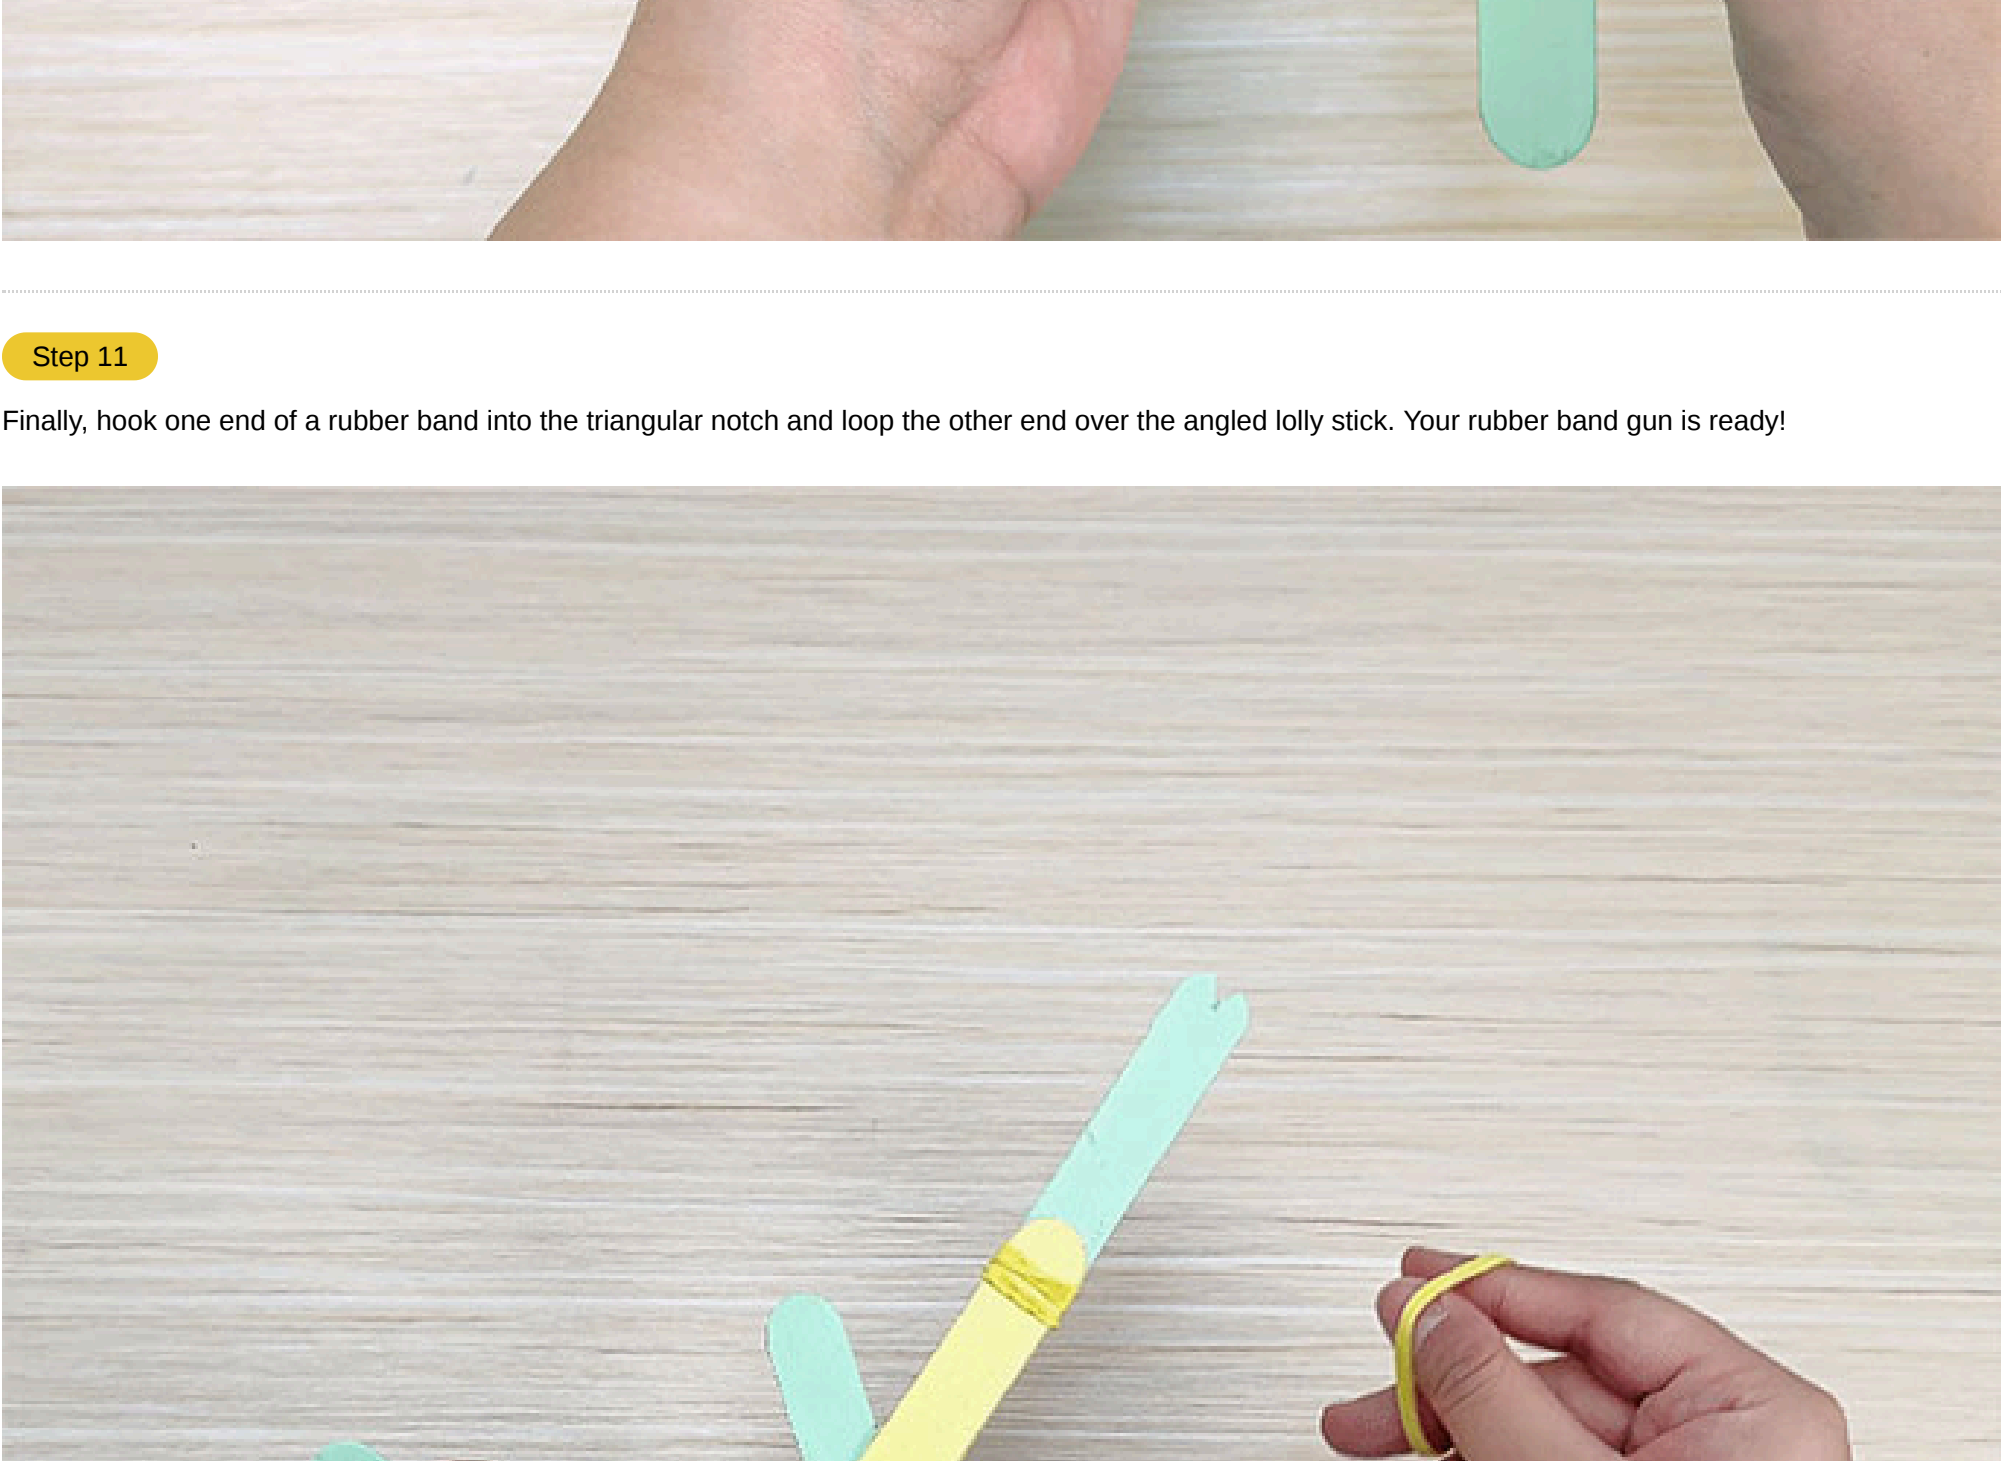 Step 11
Finally, hook one end of a rubber band into the triangular notch and loop the other end over the angled lolly stick. Your rubber band gun is ready!